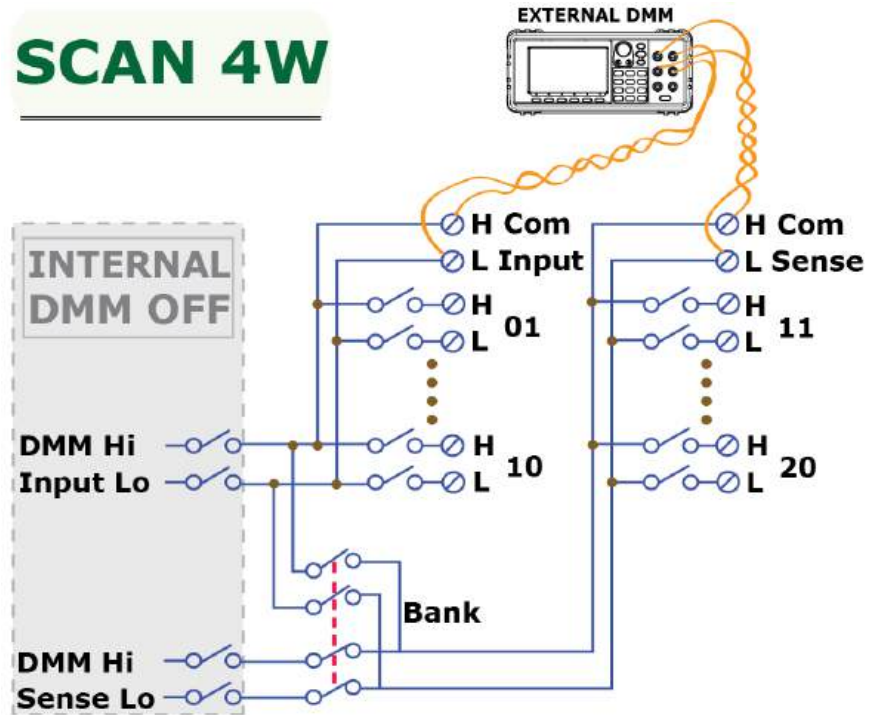 SCAN 4W
EXTERNAL DMM
INTERNAL
DMM OFF
H Com
L Input
H
01
L
H
10
L
H Com
L Sense
H
11
L
H
20
L
DMM Hi
Input Lo
Bank
DMM Hi
Sense Lo